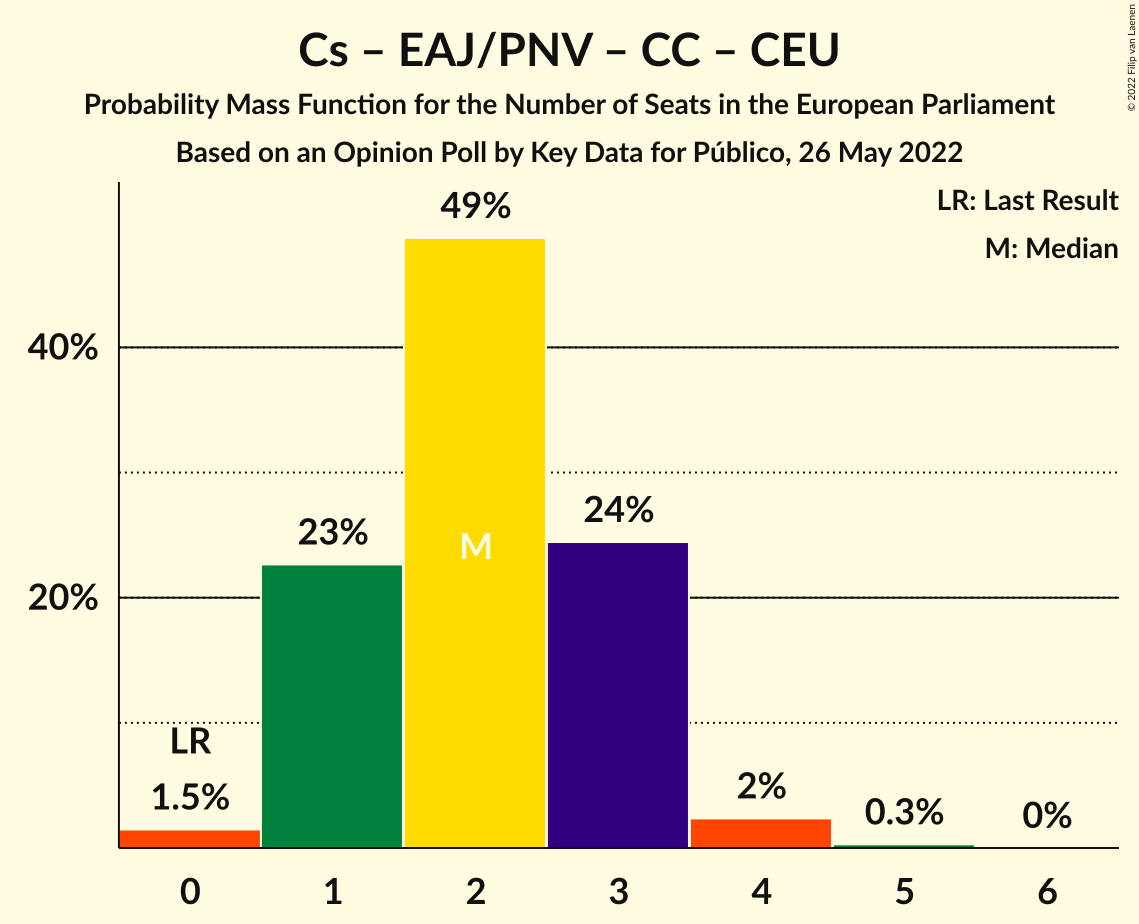 Cs – EAJ/PNV – CC – CEU
Probability Mass Function for the Number of Seats in the European Parliament
Based on an Opinion Poll by Key Data for Público, 26 May 2022
© 2022 Filip van Laenen
LR: Last Result
M: Median
49%
40%
24%
23%
M
20%
LR
1.5%
2%
0.3%
0%
0 1 2 3 4 5 6